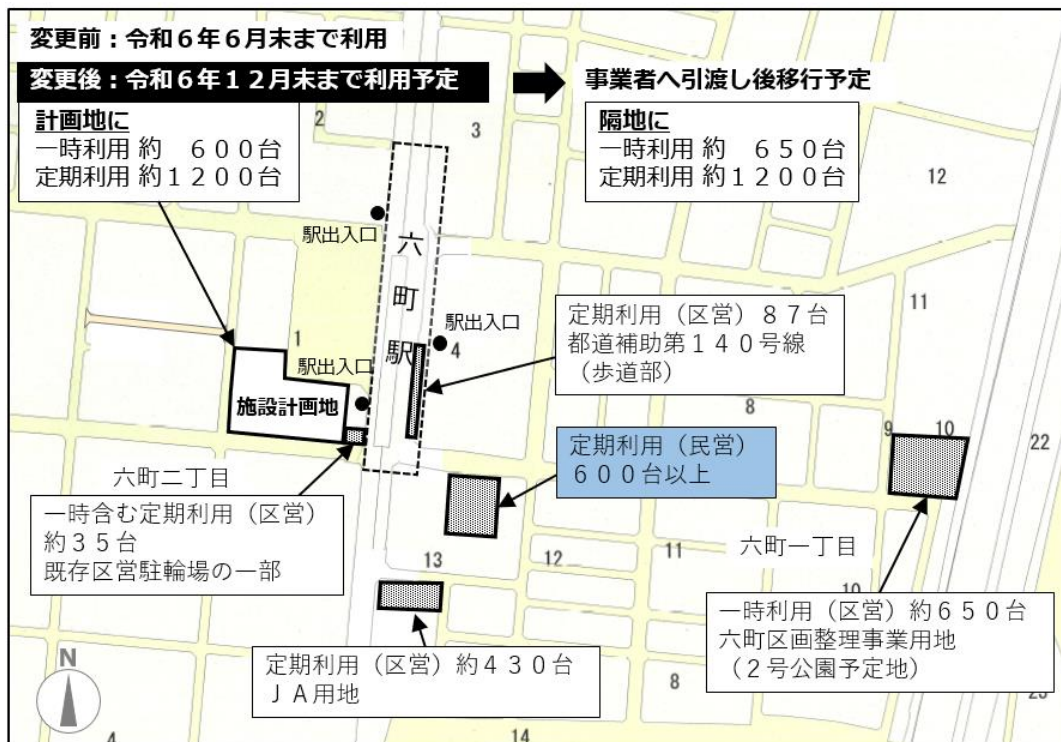 変更前：令和６年６月末まで利用
変更後：令和６年１２月末まで利用予定
事業者へ引渡し後移行予定
計画地に
一時利用 約　６００台
定期利用 約１２００台
隔地に
一時利用 約　６５０台
定期利用 約１２００台
2
3
12
駅出入口
六町駅
11
駅出入口
4
定期利用（区営）８７台
都道補助第１４０号線
（歩道部）
1
駅出入口
施設計画地
8
9
10
22
定期利用（民営）
６００台以上
六町二丁目
一時含む定期利用（区営）
約３５台
既存区営駐輪場の一部
13
12
11
六町一丁目
10
一時利用（区営）約６５０台
六町区画整理事業用地
（２号公園予定地）
定期利用（区営）約４３０台
ＪＡ用地
8
N
4
14